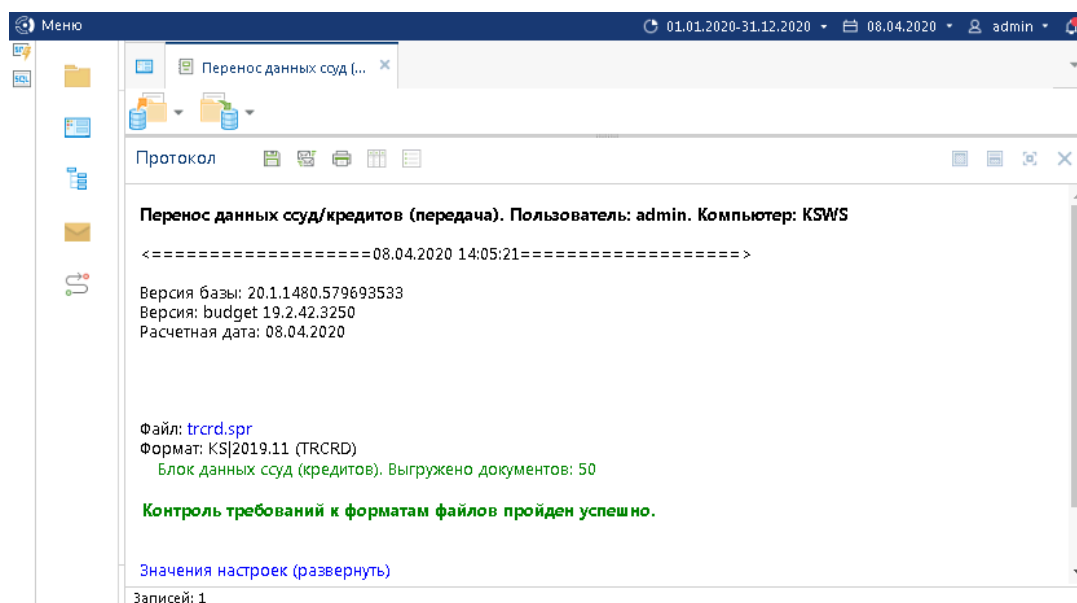 Меню
01.01.2020-31.12.2020
08.04.2020
admin
SQL
Перенос данных ссуд (...
Протокол
Перенос данных ссуд/кредитов (передача). Пользователь: admin. Компьютер: KSWS
<===================08.04.2020 14:05:21===================>
Версия базы: 20.1.1480.579693533
Версия: budget 19.2.42.3250
Расчетная дата: 08.04.2020
Файл: trcrd.spr
Формат: KS|2019.11 (TRCRD)
Блок данных ссуд (кредитов). Выгружено документов: 50
Контроль требований к форматам файлов пройден успешно.
Значения настроек (развернуть)
Записей: 1